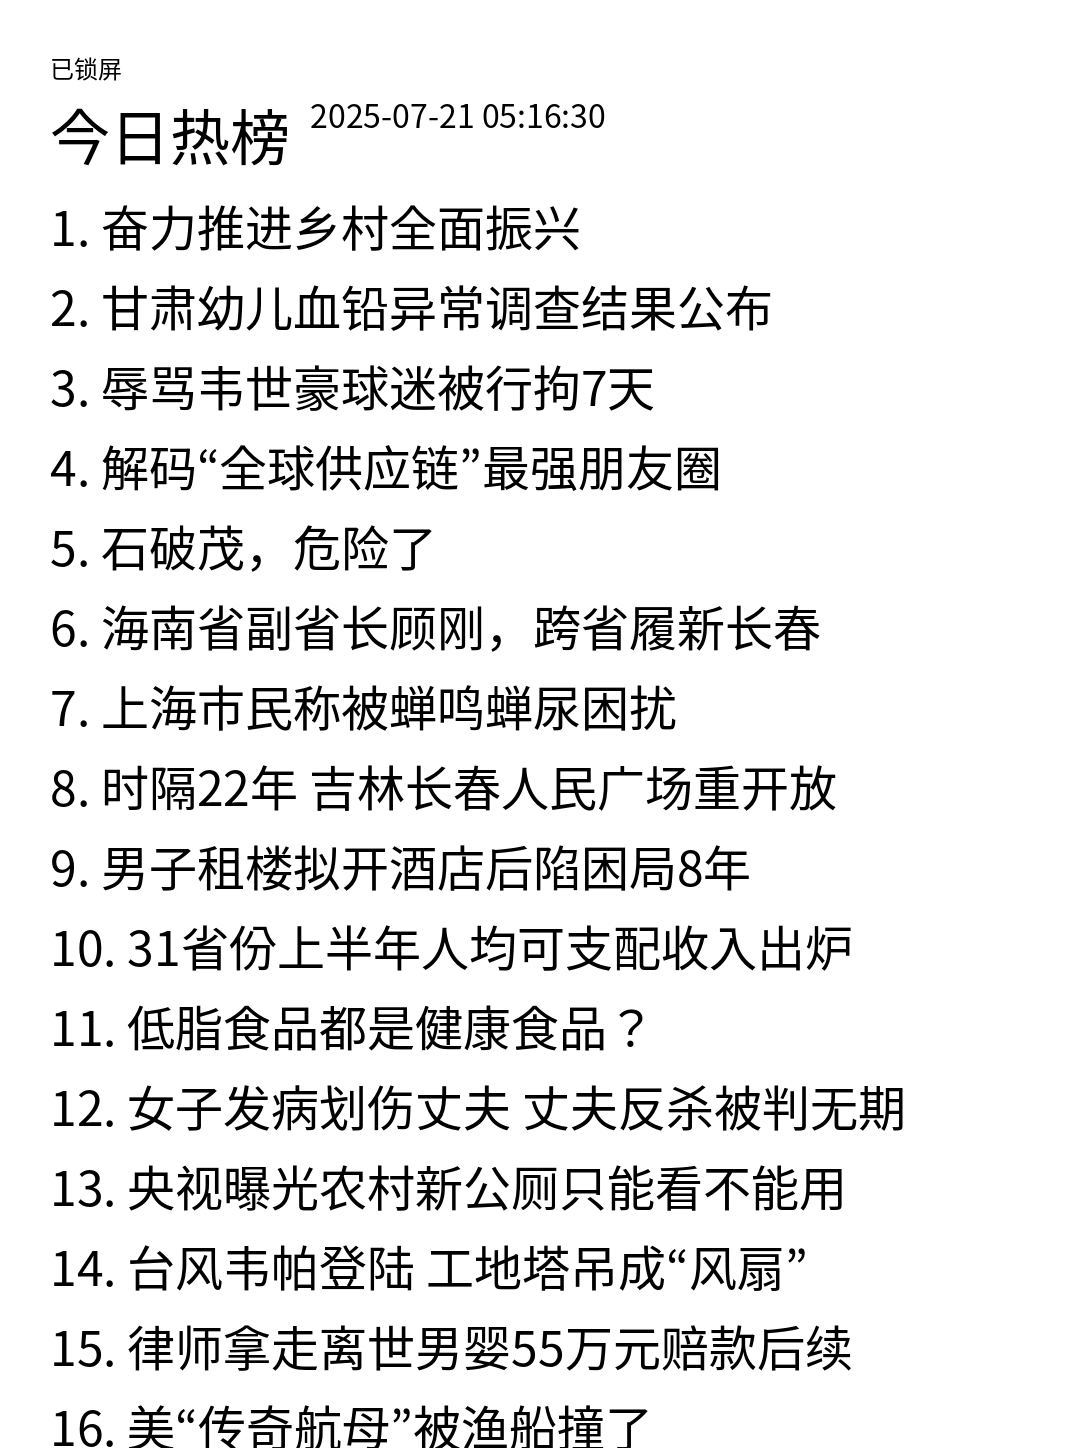 已锁屏
今日热榜 2025-07-21 05:16:30
1. 奋力推进乡村全面振兴
2. 甘肃幼儿血铅异常调查结果公布
3. 辱骂韦世豪球迷被行拘7天
4. 解码“全球供应链”最强朋友圈
5. 石破茂，危险了
6. 海南省副省长顾刚，跨省履新长春
7. 上海市民称被蝉鸣蝉尿困扰
8. 时隔22年 吉林长春人民广场重开放
9. 男子租楼拟开酒店后陷困局8年
10. 31省份上半年人均可支配收入出炉
11. 低脂食品都是健康食品？
12. 女子发病划伤丈夫 丈夫反杀被判无期
13. 央视曝光农村新公厕只能看不能用
14. 台风韦帕登陆 工地塔吊成“风扇”
15. 律师拿走离世男婴55万元赔款后续
16. 美“传奇航母”被渔船撞了